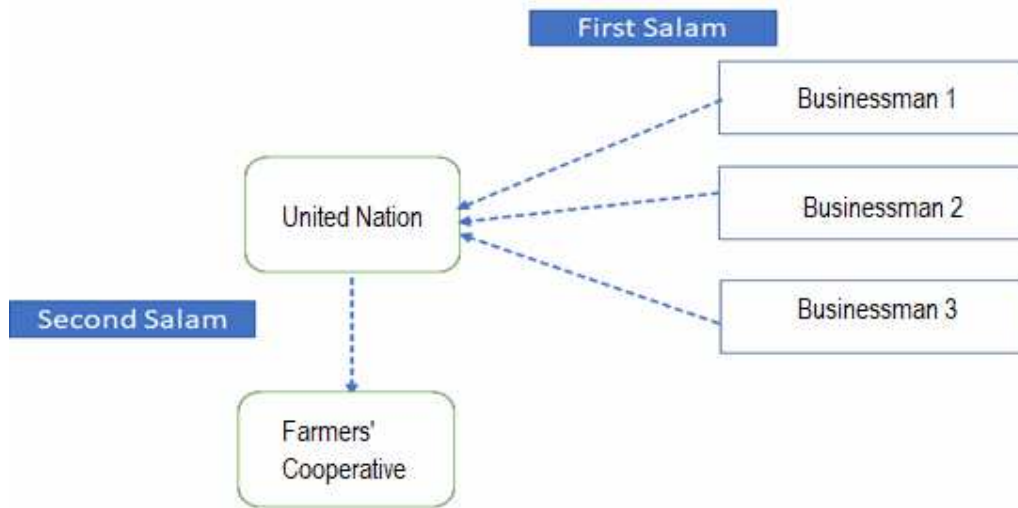 First Salam
Businessman 1
United Nation
Businessman 2
Second Salam
Businessman 3
Farmers'
Cooperative